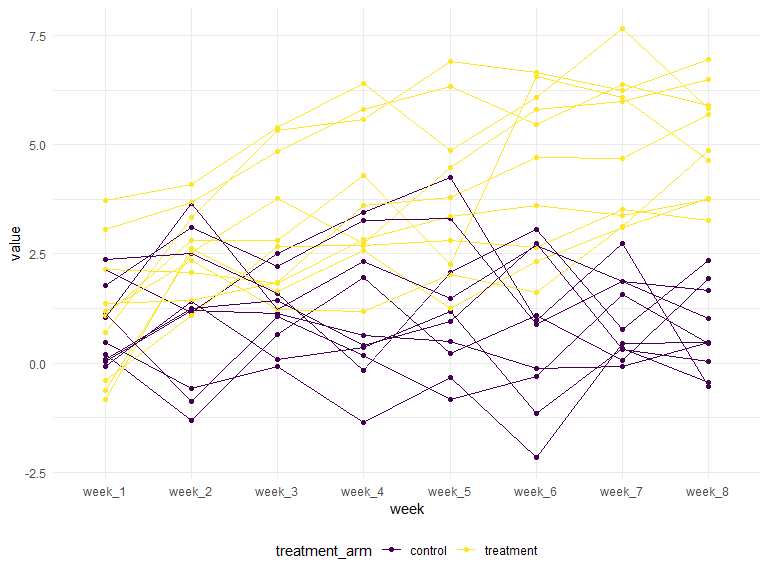 7.5
5.0
value
2.5
0.0
-2.5
week_1 week_2 week_3 week_4 week_5 week_6 week_7 week_8
week
treatment_arm control treatment